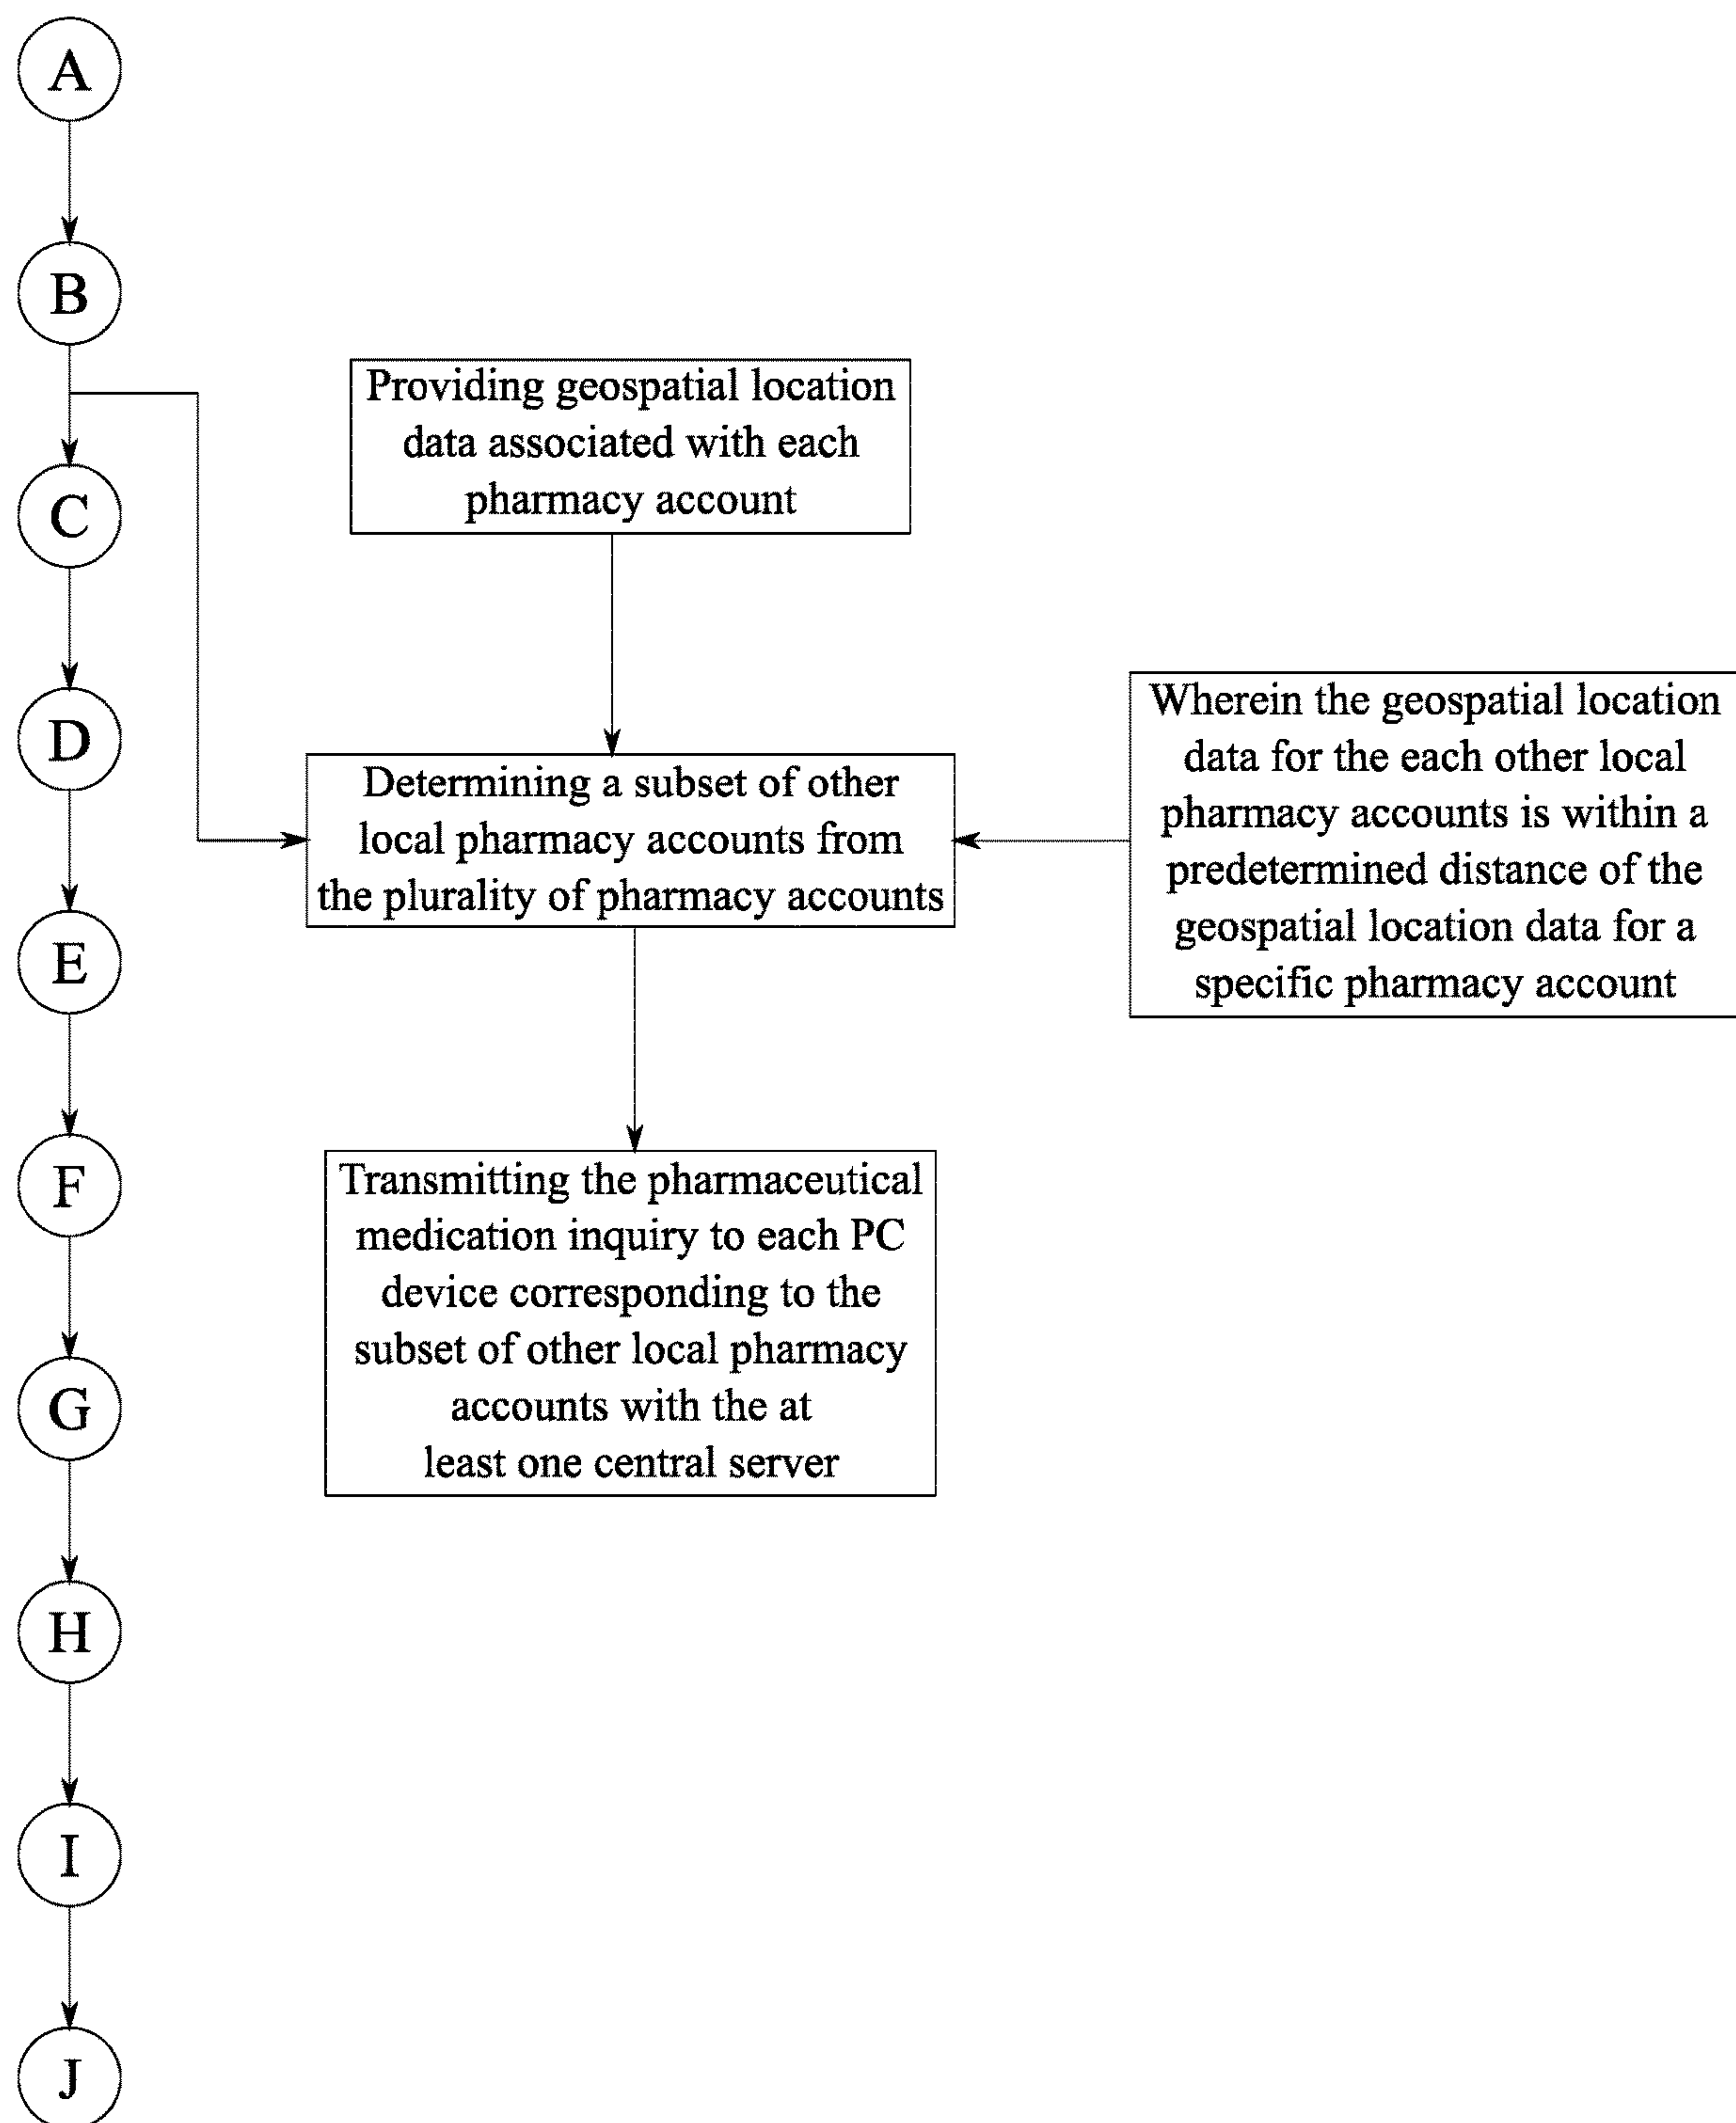 A
B
C
D
E
F
G
H
I
J
Providing geospatial location
data associated with each
pharmacy account
Determining a subset of other
local pharmacy accounts from
the plurality of pharmacy accounts
Wherein the geospatial location
data for the each other local
pharmacy accounts is within a
predetermined distance of the
geospatial location data for a
specific pharmacy account
Transmitting the pharmaceutical
medication inquiry to each PC
device corresponding to the
subset of other local pharmacy
accounts with the at
least one central server